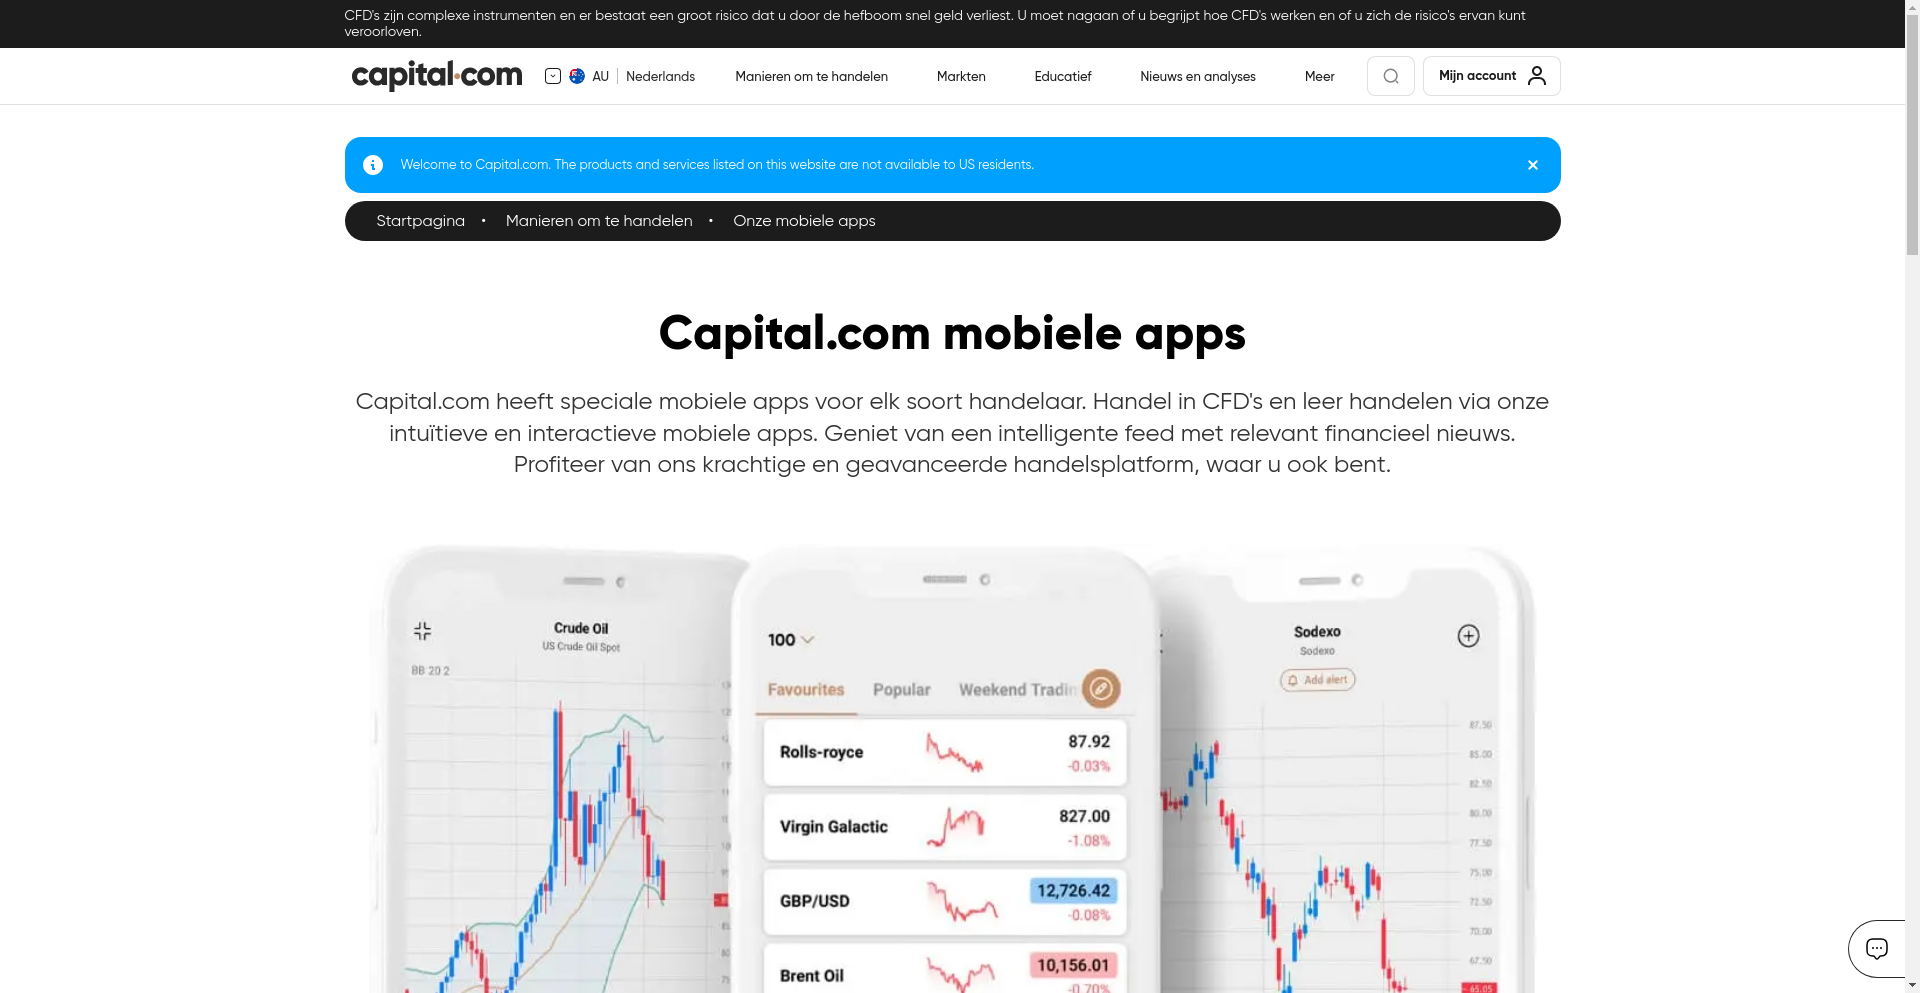 CFD's zijn complexe instrumenten en er bestaat een groot risico dat u door de hefboom snel geld verliest. U moet nagaan of u begrijpt hoe CFD's werken en of u zich de risico's ervan kunt
veroorloven.
capital.com
AU
Nederlands
Manieren om te handelen
Markten
Educatief
Nieuws en analyses
Meer
Mijn account
Welcome to Capital.com. The products and services listed on this website are not available to US residents.
Startpagina • Manieren om te handelen • Onze mobiele apps
Capital.com mobiele apps
Capital.com heeft speciale mobiele apps voor elk soort handelaar. Handel in CFD's en leer handelen via onze
intuïtieve en interactieve mobiele apps. Geniet van een intelligente feed met relevant financieel nieuws.
Profiteer van ons krachtige en geavanceerde handelsplatform, waar u ook bent.
Crude Oil
US Crude Oil Spot
BB 20 2
100
Favourites
Popular
Weekend Tradin
Rolls-royce
87.92
-0.03%
Virgin Galactic
827.00
-1.08%
GBP/USD
12,726.42
-0.08%
Brent Oil
10,156.01
-0.70%
Sodexo
Sodexo
Add alert
87.50
85.00
82.50
80.00
77.50
75.00
72.50
70.00
67.50
65.05